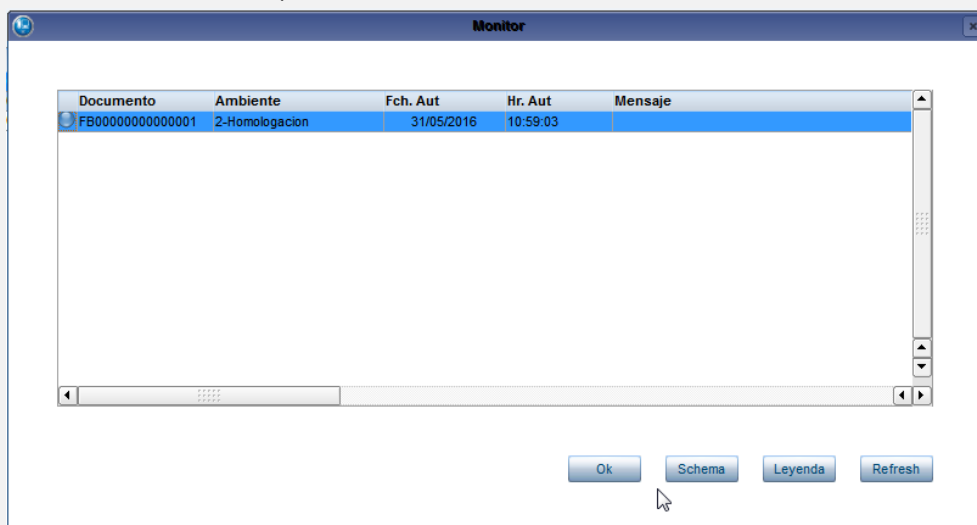 Monitor
Documento Ambiente Fch. Aut Hr. Aut Mensaje
FB00000000000001 2-Homologacion 31/05/2016 10:59:03
Ok Schema Leyenda Refresh